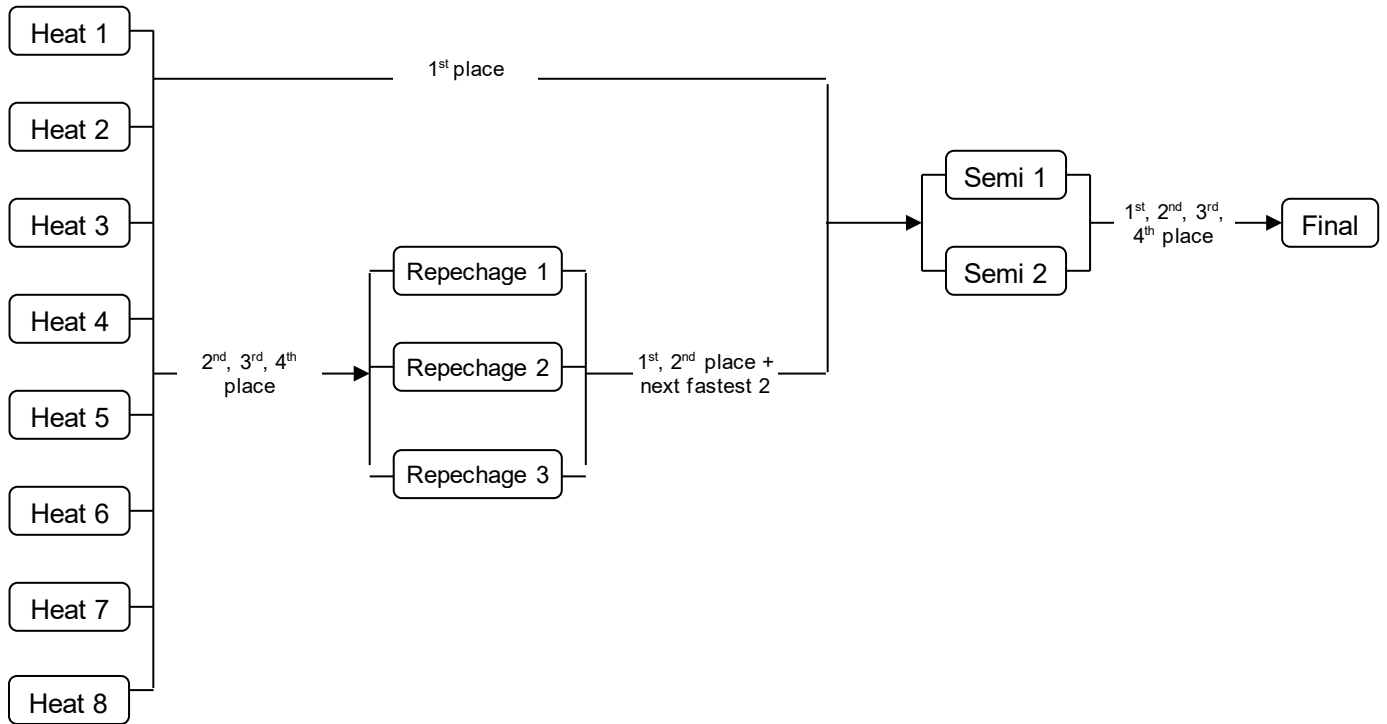 Heat 1
Heat 2
Heat 3
Heat 4
Heat 5
Heat 6
Heat 7
Heat 8
1st place
2nd, 3rd, 4th
place
Repechage 1
Repechage 2
Repechage 3
1st, 2nd place +
next fastest 2
Semi 1
Semi 2
1st, 2nd, 3rd,
4th place
Final